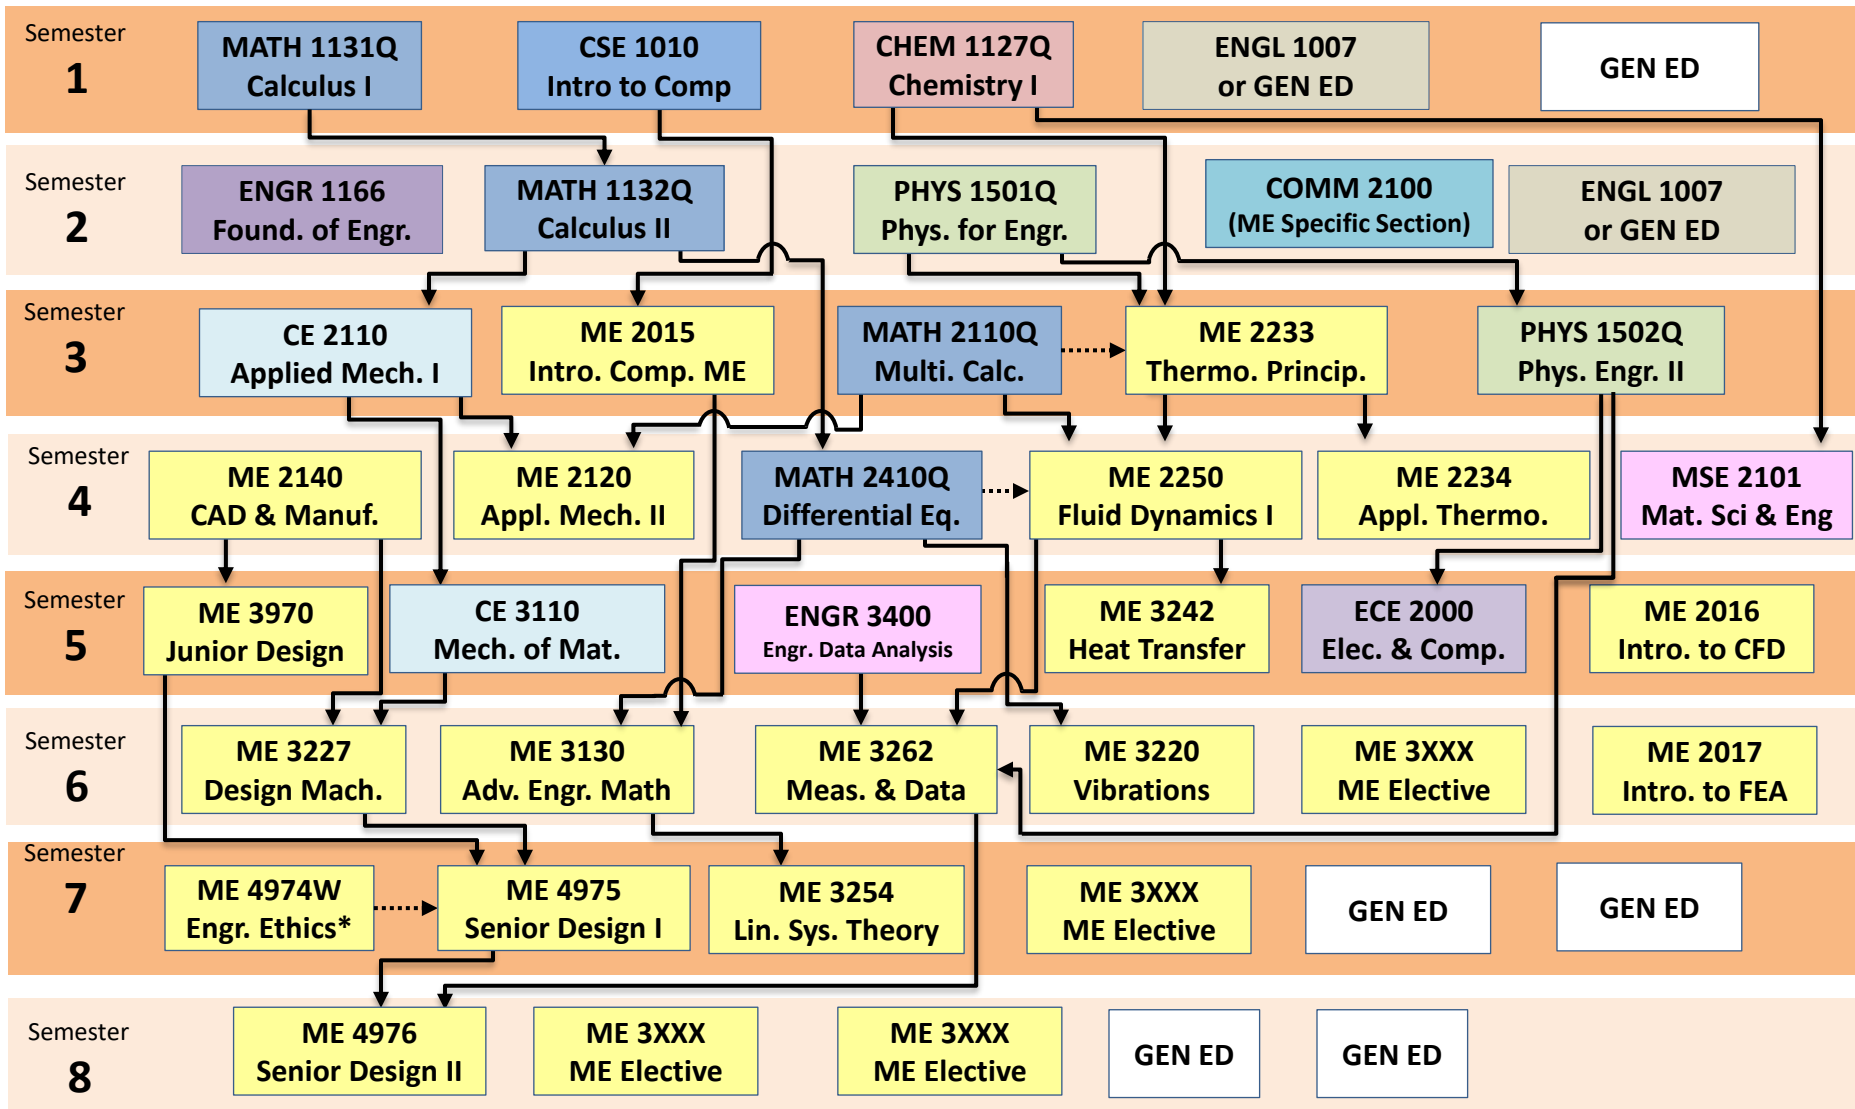 Semester
1
MATH 1131Q
Calculus I
CSE 1010
Intro to Comp
CHEM 1127Q
Chemistry I
ENGL 1007
or GEN ED
GEN ED
Semester
2
ENGR 1166
Found. of Engr.
MATH 1132Q
Calculus II
PHYS 1501Q
Phys. for Engr.
COMM 2100
(ME Specific Section)
ENGL 1007
or GEN ED
Semester
3
CE 2110
Applied Mech. I
ME 2015
Intro. Comp. ME
MATH 2110Q
Multi. Calc.
ME 2233
Thermo. Princip.
PHYS 1502Q
Phys. Engr. II
Semester
4
ME 2140
CAD & Manuf.
ME 2120
Appl. Mech. II
MATH 2410Q
Differential Eq.
ME 2250
Fluid Dynamics I
ME 2234
Appl. Thermo.
MSE 2101
Mat. Sci & Eng
Semester
5
ME 3970
Junior Design
CE 3110
Mech. of Mat.
ENGR 3400
Engr. Data Analysis
ME 3242
Heat Transfer
ECE 2000
Elec. & Comp.
ME 2016
Intro. to CFD
Semester
6
ME 3227
Design Mach.
ME 3130
Adv. Engr. Math
ME 3262
Meas. & Data
ME 3220
Vibrations
ME 3XXX
ME Elective
ME 2017
Intro. to FEA
Semester
7
ME 4974W
Engr. Ethics*
ME 4975
Senior Design I
ME 3254
Lin. Sys. Theory
ME 3XXX
ME Elective
GEN ED
GEN ED
Semester
8
ME 4976
Senior Design II
ME 3XXX
ME Elective
ME 3XXX
ME Elective
GEN ED
GEN ED